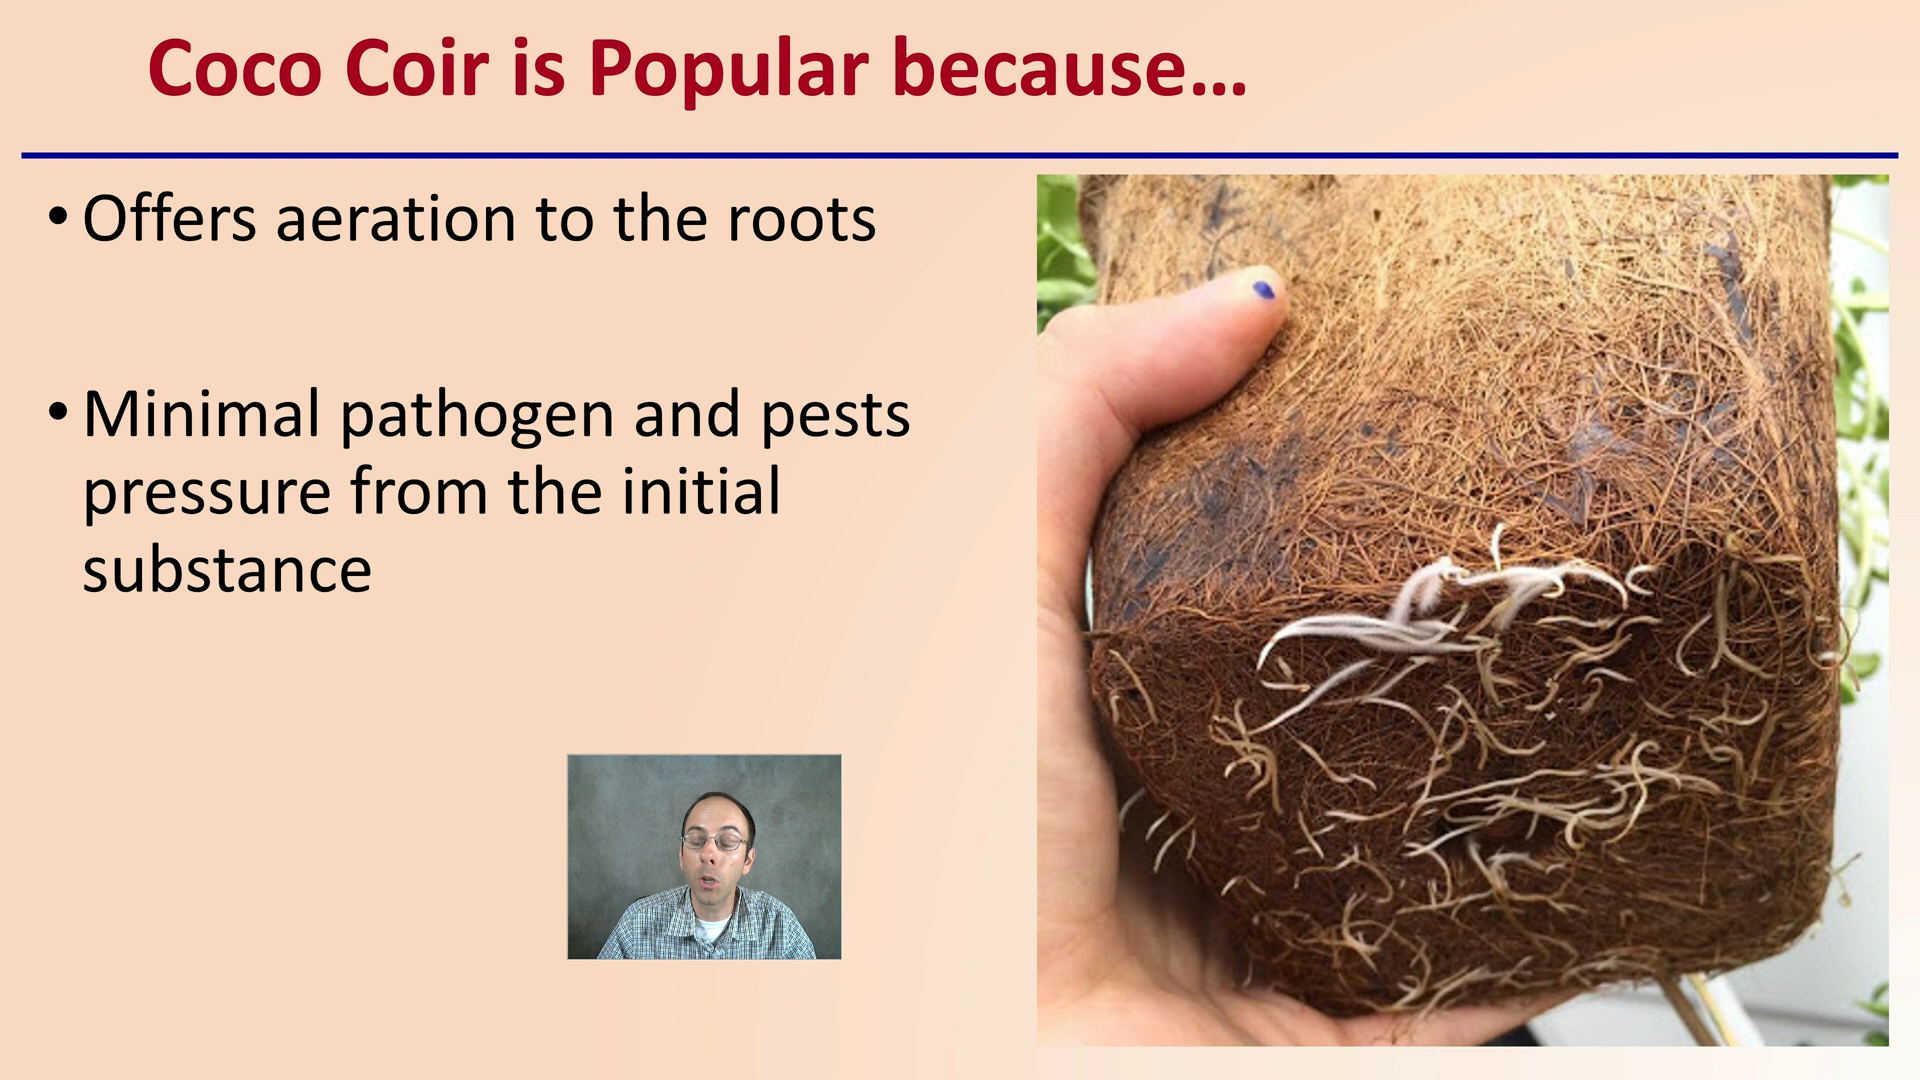 Coco Coir is Popular because…
• Offers aeration to the roots
• Minimal pathogen and pests
pressure from the initial
substance